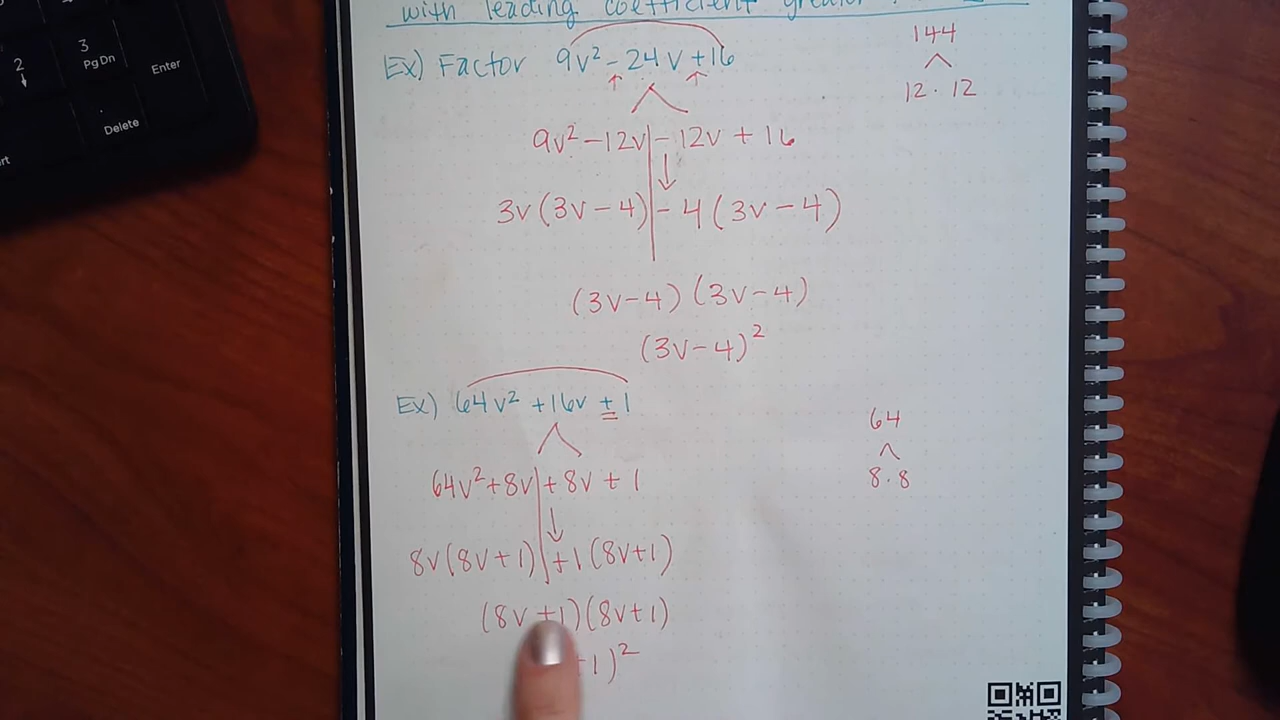 with leading coefficient greater
Ex) Factor 9v² - 24v + 16
144
12 · 12
9v² - 12v | - 12v + 16
3v(3v - 4) | - 4(3v - 4)
(3v - 4)(3v - 4)
(3v - 4)²
Ex) 64v² + 16v + 1
64
8 · 8
64v² + 8v | + 8v + 1
8v(8v + 1) | + 1(8v + 1)
(8v + 1)(8v + 1)
+ 1)²
2
3
PgDn
Enter
Delete